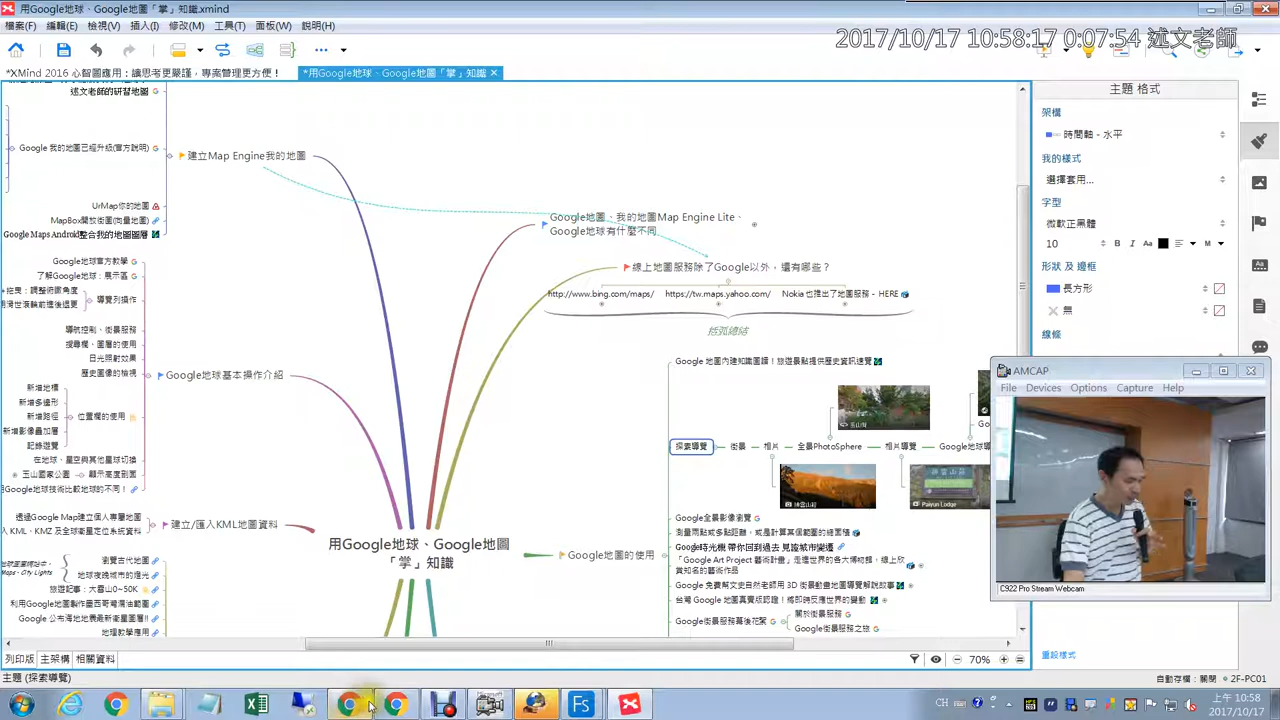 用Google地球、Google地圖「掌」知識.xmind
檔案(F) 編輯(E) 檢視(V) 插入(I) 修改(M) 工具(T) 面板(W) 說明(H)
2017/10/17 10:58:17 0:07:54 述文老師
*XMind 2016 心智圖應用：讓思考更嚴謹，專案管理更方便！
*用Google地球、Google地圖「掌」知識
述文老師的研習地圖
Google 我的地圖已經升級(官方說明)
建立Map Engine我的地圖
UrMap你的地圖
MapBox開放街圖(向量地圖)
Google Maps Android整合我的地圖圖層
Google地圖、我的地圖Map Engine Lite、
Google地球有什麼不同
線上地圖服務除了Google以外，還有哪些？
http://www.bing.com/maps/
https://tw.maps.yahoo.com/
Nokia 也推出了地圖服務 - HERE
括弧總結
Google地球官方教學
了解Google地球：展示區
拖曳：調整俯瞰角度
導覽列操作
導航控制、街景服務
搜尋欄、圖層的使用
日光照射效果
歷史圖像的檢視
Google地球基本操作介紹
新增地標
新增多邊形
新增路徑
新增影像疊加層
記錄遊覽
位置欄的使用
在地球、星空與其他星球切換
玉山國家公園
顯示高度剖面
Google地球技術比較地球的不同！
透過Google Map建立個人專屬地圖
KML、KMZ 及全球衛星定位系統資料
建立/匯入KML地圖資料
瀏覽古代地圖
地球夜晚城市的燈光
Maps - City Lights
旅遊記事：大雪山0~50K
利用Google地圖製作墨西哥灣漏油範圍
Google 公布海地地震最新衛星圖層!!
地理教學應用
用Google地球、Google地圖
「掌」知識
Google地圖的使用
Google 地圖內建知識圖譜！旅遊景點提供歷史資訊速覽
探索導覽
街景
相片
全景PhotoSphere
相片導覽
Google地球導
玉山村
排雲山莊
Paiyun Lodge
Google全景影像瀏覽
測量兩點或多點距離，或是計算某個範圍的總面積
Google時光機 帶你回到過去 見證城市變遷
「Google Art Project 藝術計畫」走進世界的各大博物館，線上欣
賞知名的藝術作品
Google 免費幫文史自然老師用 3D 街景動畫地圖導覽解說故事
台灣 Google 地圖真實版認證！將即時反應世界的變動
Google街景服務幕後花絮
關於街景服務
Google街景服務之旅
主題 格式
架構
時間軸 - 水平
我的樣式
選擇套用...
字型
微軟正黑體
10
B I Aa M
形狀 及 邊框
長方形
無
線條
AMCAP
File Devices Options Capture Help
C922 Pro Stream Webcam
重設樣式
列印版 主架構 相關資料
70%
主題 (探索導覽)
自動存檔：關閉
2F-PC01
CH
上午 10:58
2017/10/17